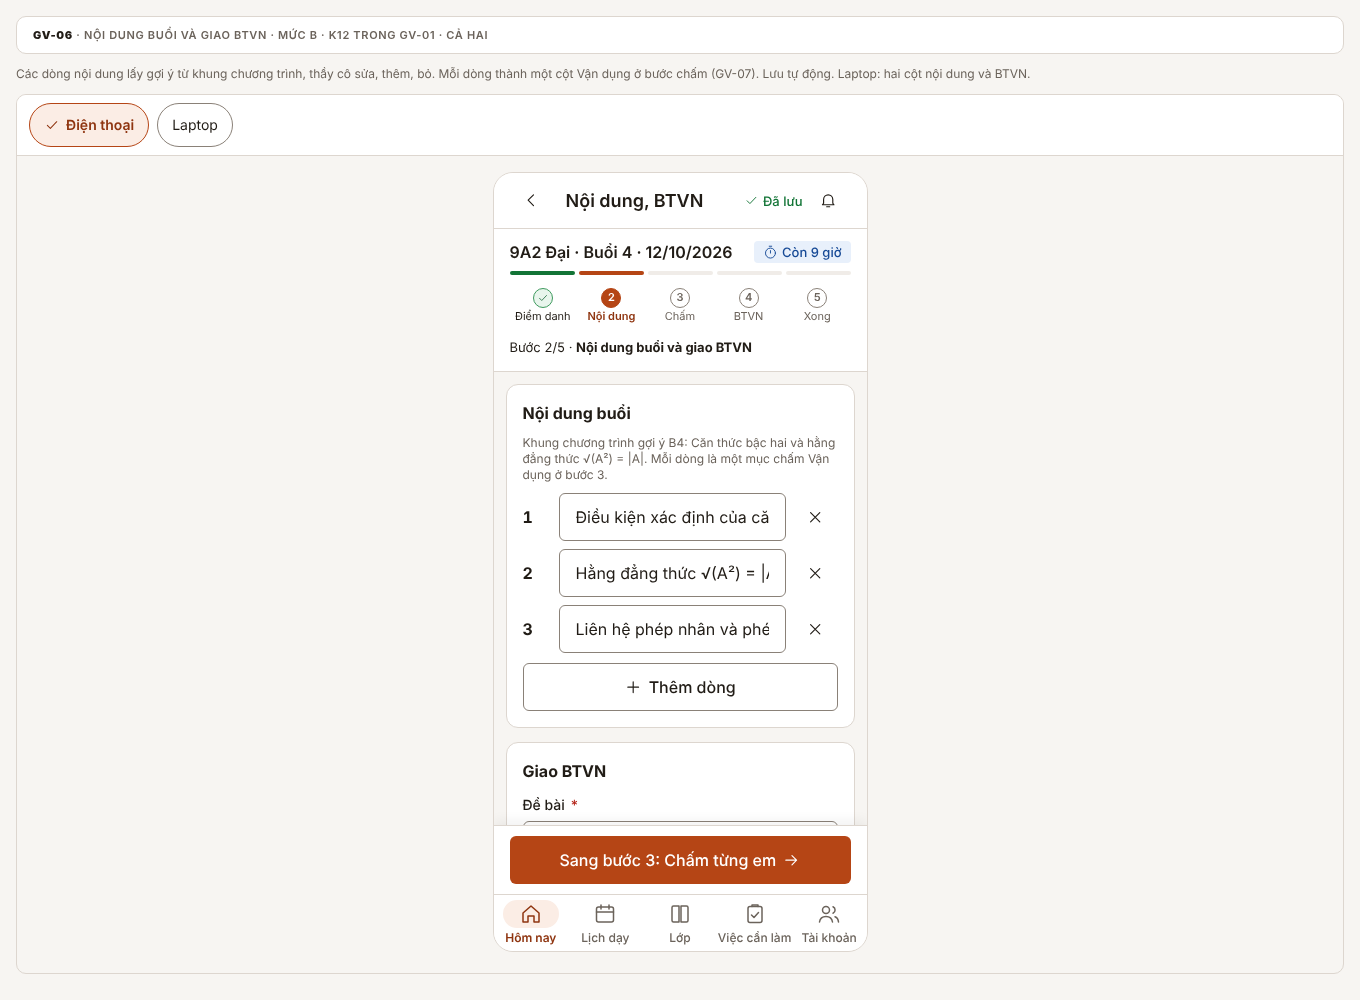 GV-06 · NỘI DUNG BUỔI VÀ GIAO BTVN · MỨC B · K12 TRONG GV-01 · CẢ HAI
Các dòng nội dung lấy gợi ý từ khung chương trình, thầy cô sửa, thêm, bỏ. Mỗi dòng thành một cột Vận dụng ở bước chấm (GV-07). Lưu tự động. Laptop: hai cột nội dung và BTVN.
Điện thoại
Laptop
Nội dung, BTVN
Đã lưu
9A2 Đại · Buổi 4 · 12/10/2026
Còn 9 giờ
2
3
4
5
Điểm danh
Nội dung
Chấm
BTVN
Xong
Bước 2/5 · Nội dung buổi và giao BTVN
Nội dung buổi
Khung chương trình gợi ý B4: Căn thức bậc hai và hằng
đẳng thức √(A²) = |A|. Mỗi dòng là một mục chấm Vận
dụng ở bước 3.
1
Điều kiện xác định của că
2
Hằng đẳng thức √(A²) = |
3
Liên hệ phép nhân và phé
Thêm dòng
Giao BTVN
Đề bài *
Sang bước 3: Chấm từng em →
Hôm nay
Lịch dạy
Lớp
Việc cần làm
Tài khoản